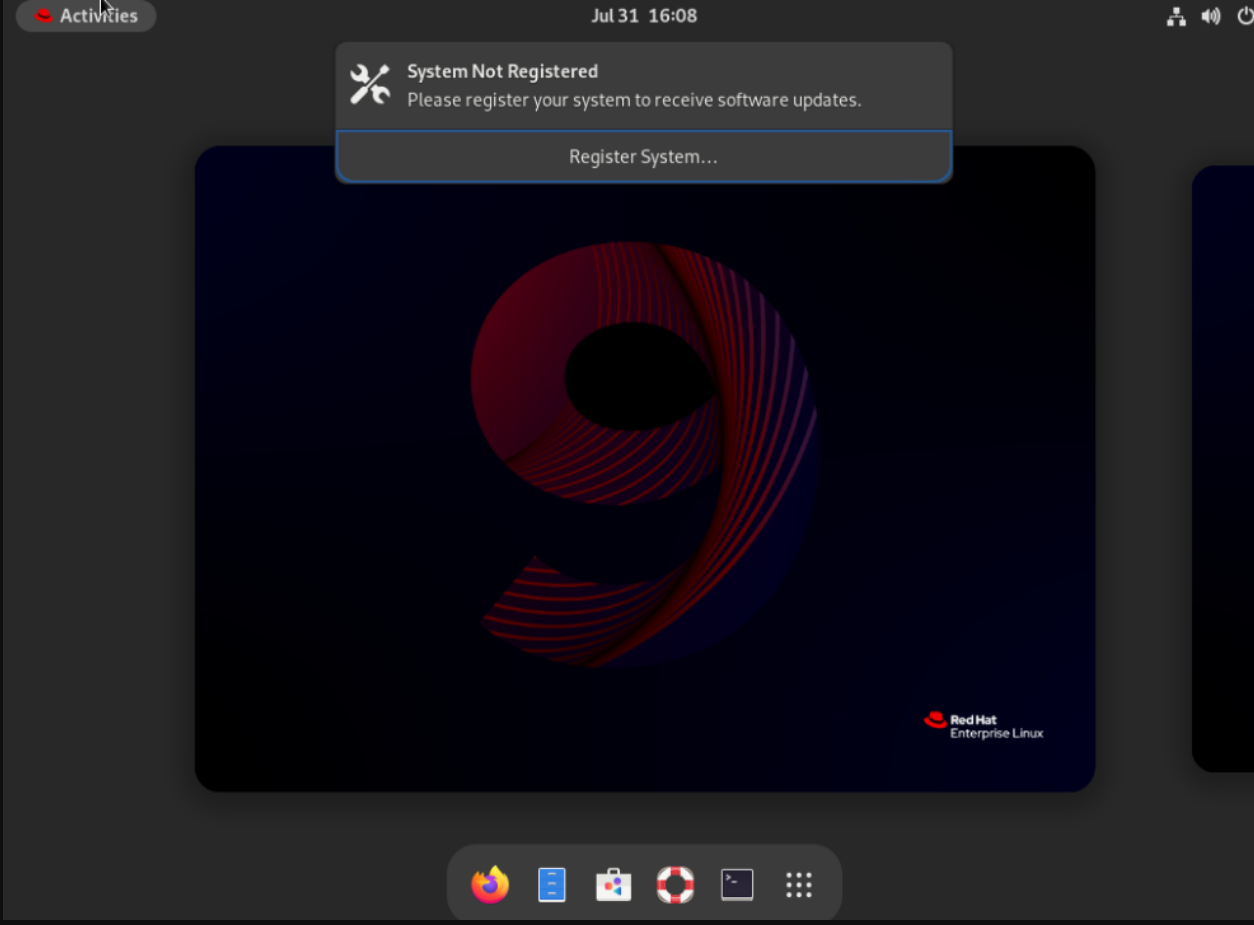 Activities
Jul 31 16:08
System Not Registered
Please register your system to receive software updates.
Register System...
9
Red Hat
Enterprise Linux
>_